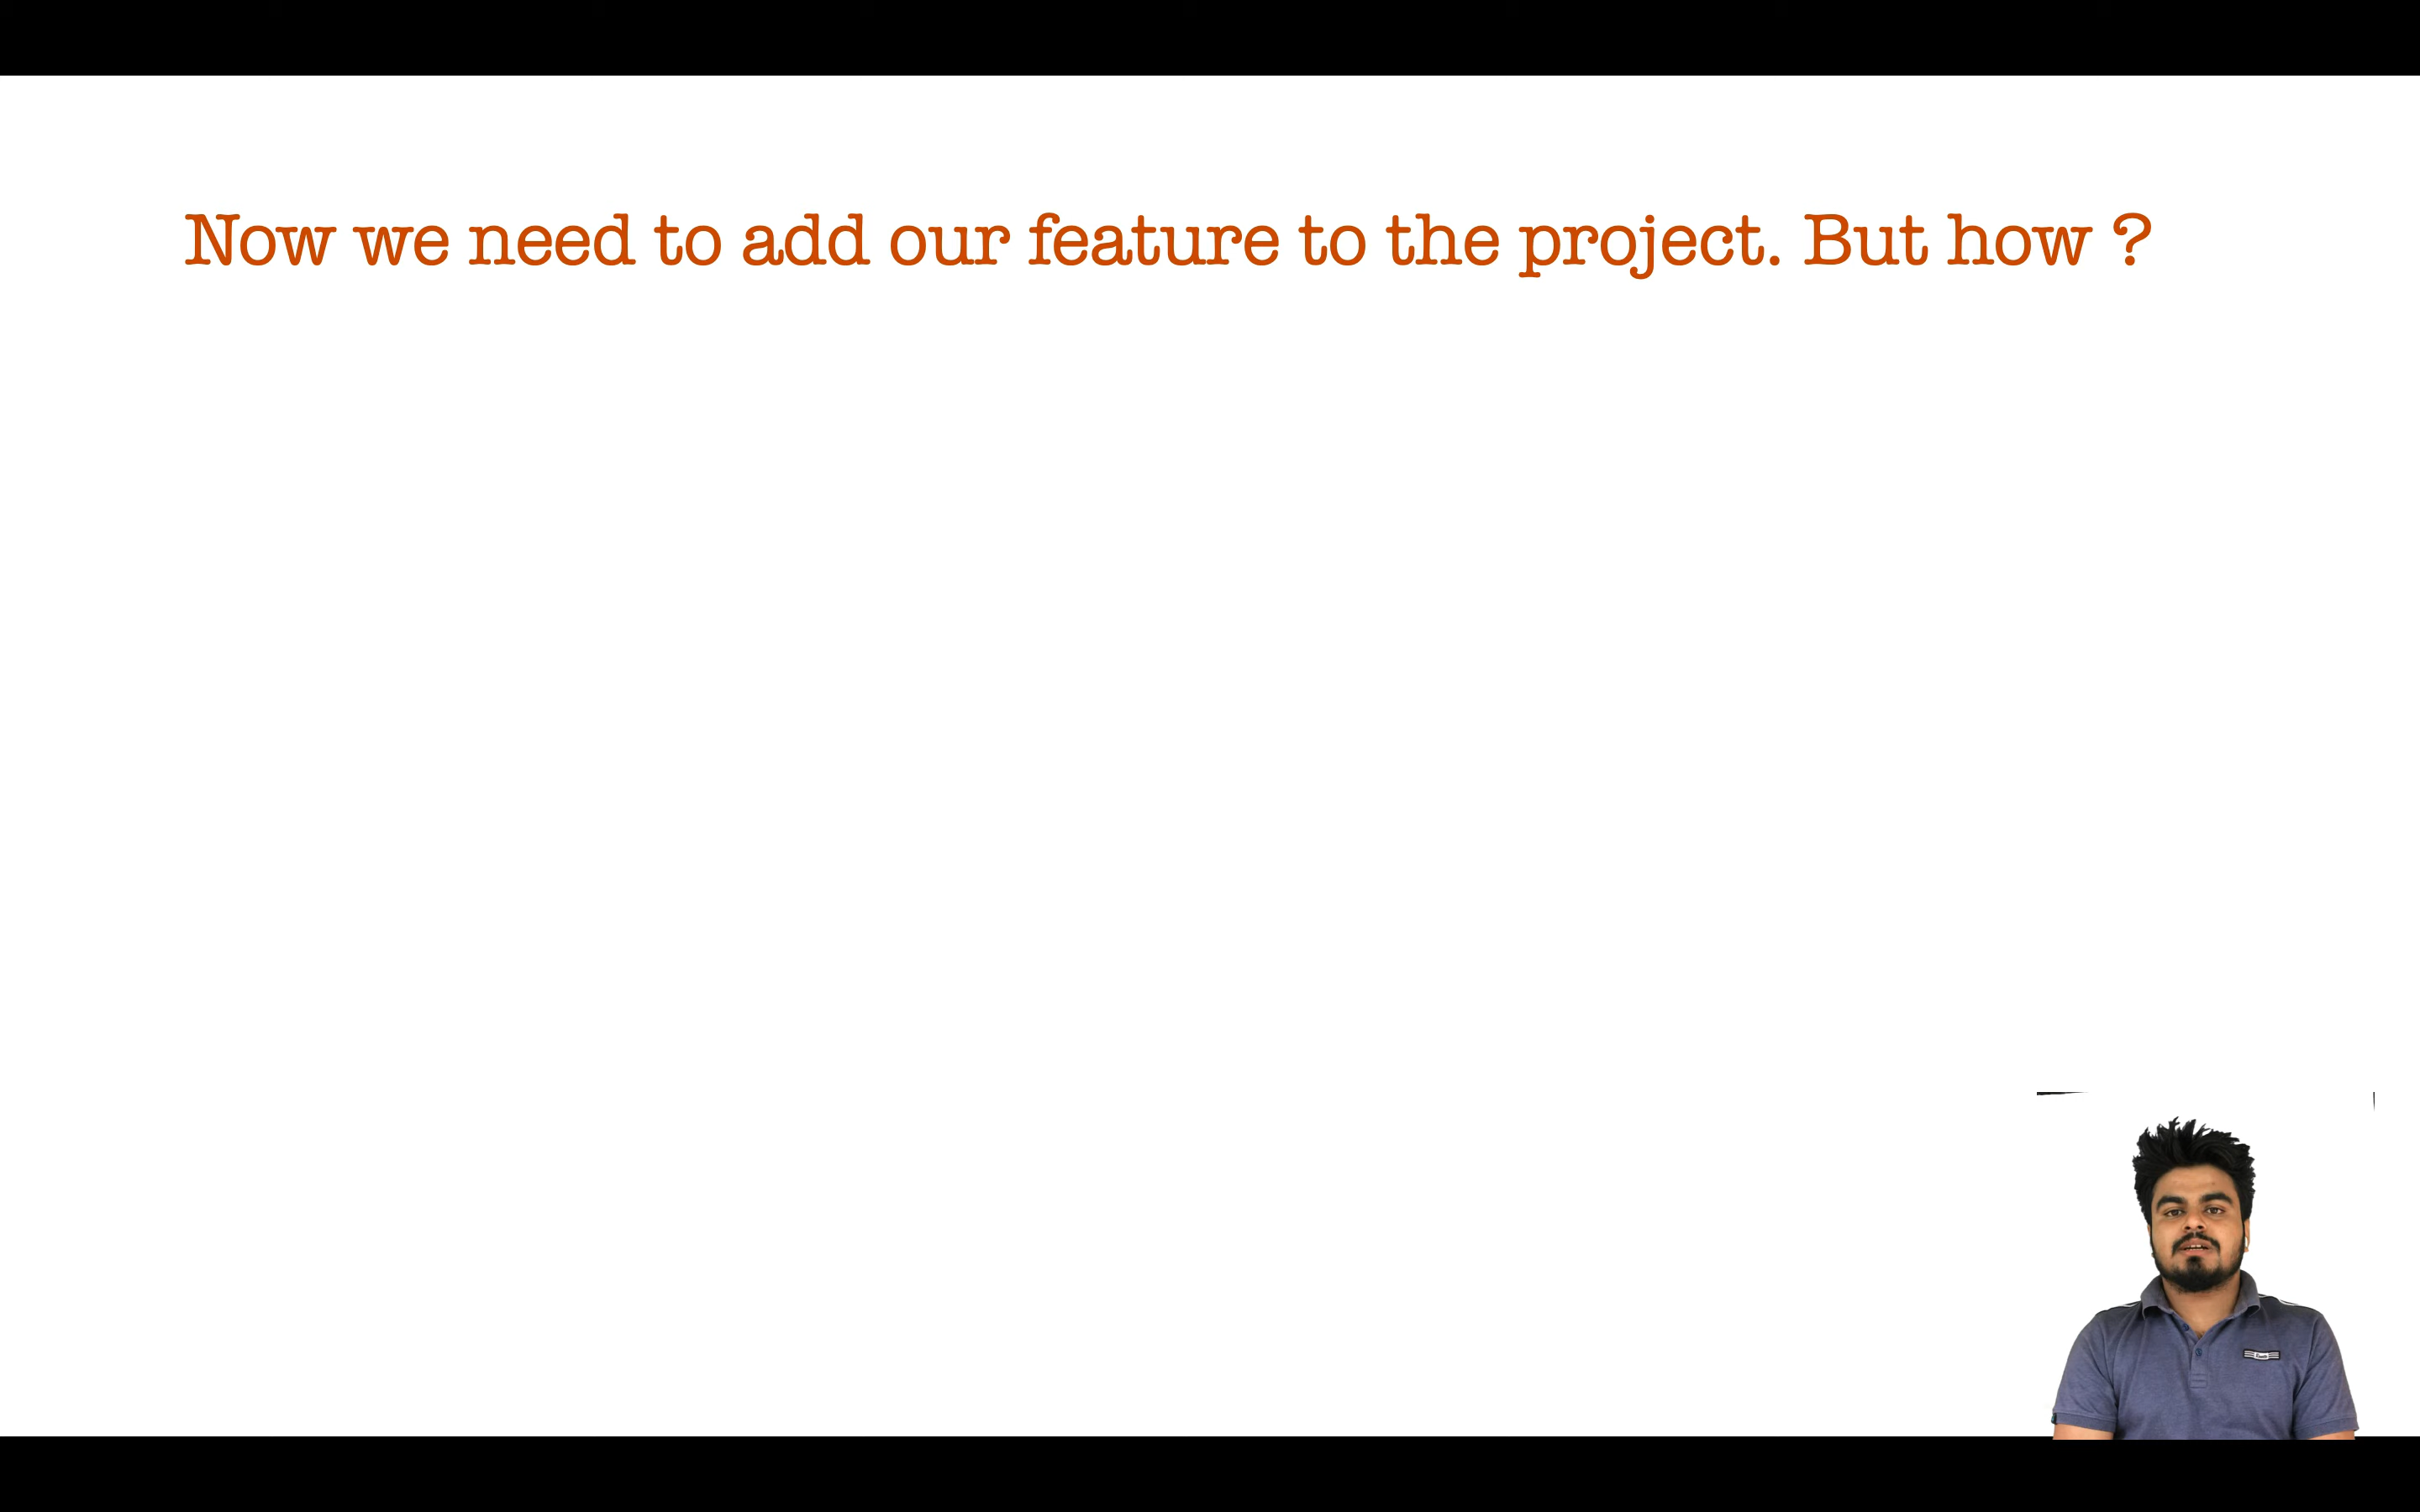 Now we need to add our feature to the project. But how ?